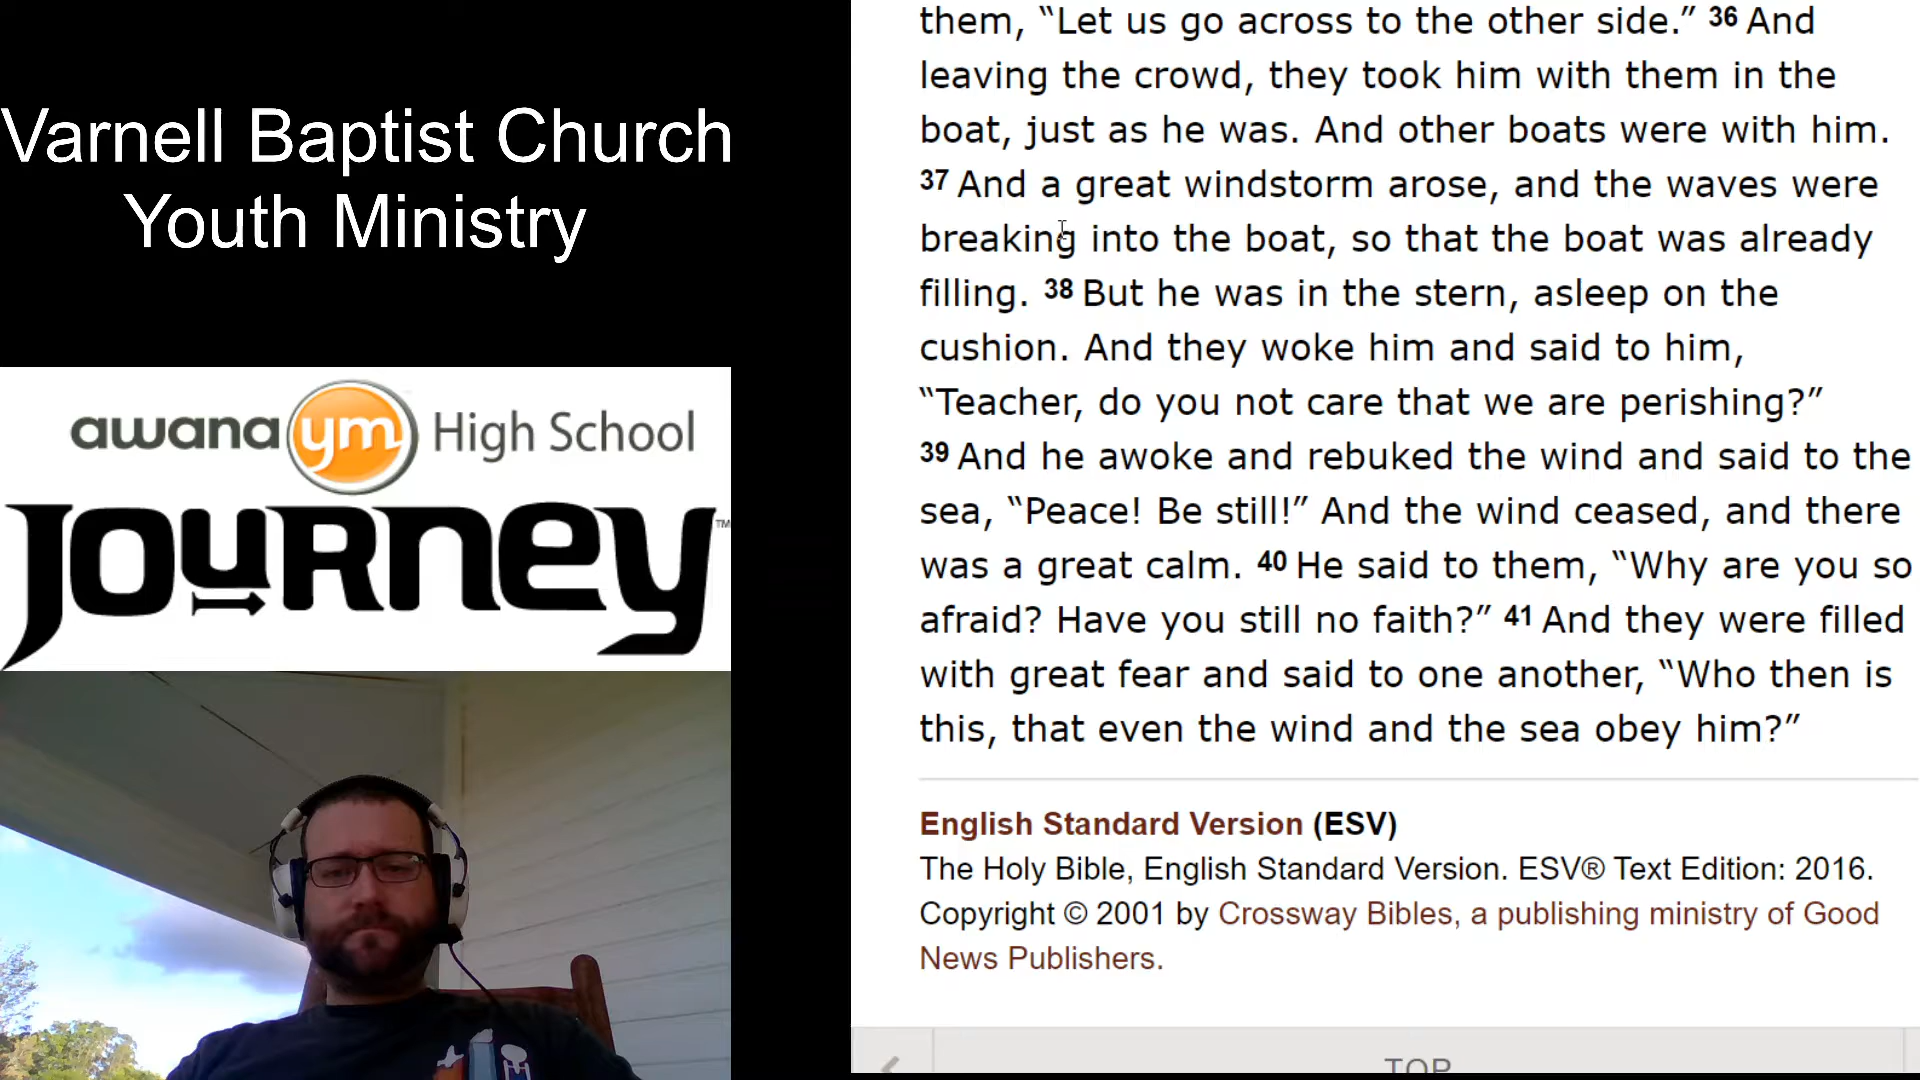 Varnell Baptist Church
Youth Ministry
awana ym High School
JOURNEY™
them, “Let us go across to the other side.” 36 And
leaving the crowd, they took him with them in the
boat, just as he was. And other boats were with him.
37 And a great windstorm arose, and the waves were
breaking into the boat, so that the boat was already
filling. 38 But he was in the stern, asleep on the
cushion. And they woke him and said to him,
“Teacher, do you not care that we are perishing?”
39 And he awoke and rebuked the wind and said to the
sea, “Peace! Be still!” And the wind ceased, and there
was a great calm. 40 He said to them, “Why are you so
afraid? Have you still no faith?” 41 And they were filled
with great fear and said to one another, “Who then is
this, that even the wind and the sea obey him?”
English Standard Version (ESV)
The Holy Bible, English Standard Version. ESV® Text Edition: 2016.
Copyright © 2001 by Crossway Bibles, a publishing ministry of Good
News Publishers.
TOP